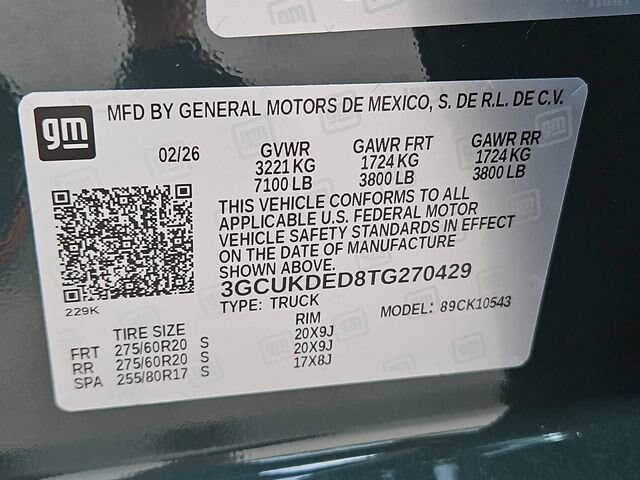 gm
MFD BY GENERAL MOTORS DE MEXICO, S. DE R.L. DE C.V.
02/26
GVWR
3221 KG
7100 LB
GAWR FRT
1724 KG
3800 LB
GAWR RR
1724 KG
3800 LB
THIS VEHICLE CONFORMS TO ALL
APPLICABLE U.S. FEDERAL MOTOR
VEHICLE SAFETY STANDARDS IN EFFECT
ON THE DATE OF MANUFACTURE
SHOWN ABOVE.
3GCUKDED8TG270429
TYPE: TRUCK
MODEL: 89CK10543
229K
TIRE SIZE RIM
FRT 275/60R20 S 20X9J
RR 275/60R20 S 20X9J
SPA 255/80R17 S 17X8J